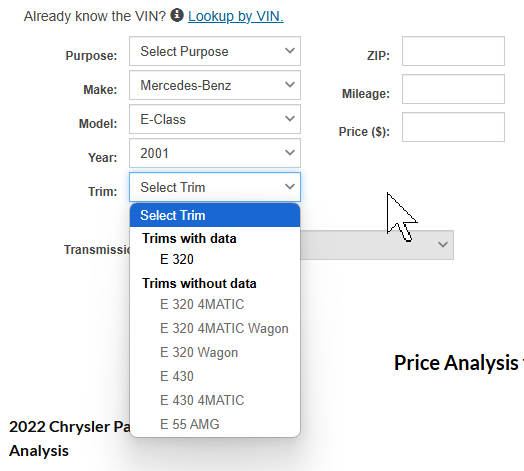 Already know the VIN? Lookup by VIN.
Purpose: Select Purpose
ZIP:
Make: Mercedes-Benz
Mileage:
Model: E-Class
Price ($):
Year: 2001
Trim: Select Trim
Select Trim
Trims with data
E 320
Transmissio
Trims without data
E 320 4MATIC
E 320 4MATIC Wagon
E 320 Wagon
E 430
E 430 4MATIC
E 55 AMG
Price Analysis
2022 Chrysler Pa
Analysis